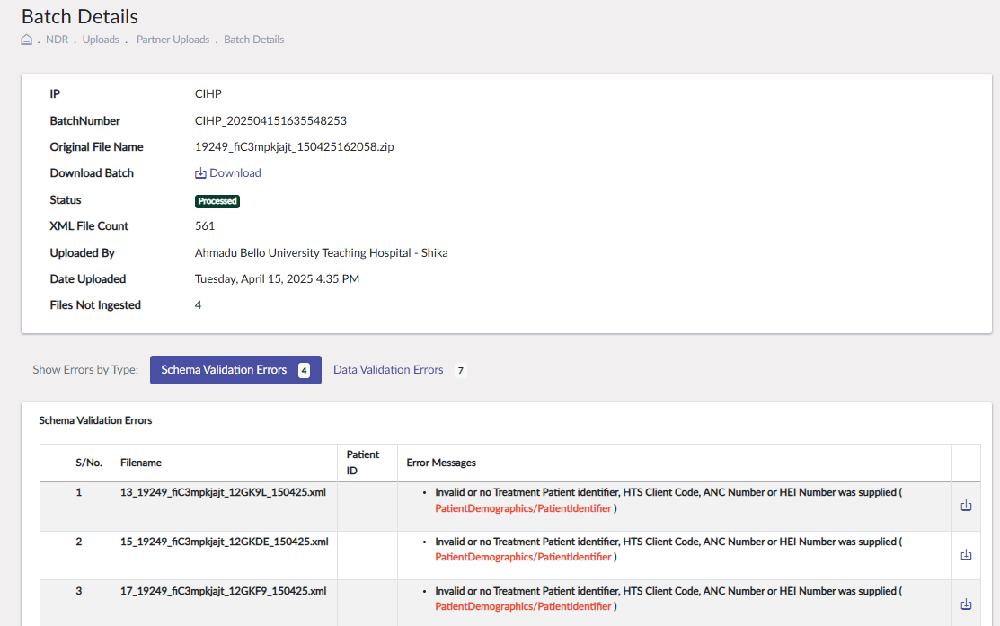 Batch Details
. NDR . Uploads . Partner Uploads . Batch Details
IP CIHP
BatchNumber CIHP_202504151635548253
Original File Name 19249_fiC3mpkjajt_150425162058.zip
Download Batch Download
Status Processed
XML File Count 561
Uploaded By Ahmadu Bello University Teaching Hospital - Shika
Date Uploaded Tuesday, April 15, 2025 4:35 PM
Files Not Ingested 4
Show Errors by Type: Schema Validation Errors 4 Data Validation Errors 7
Schema Validation Errors
S/No. Filename Patient ID Error Messages
1 13_19249_fiC3mpkjajt_12GK9L_150425.xml • Invalid or no Treatment Patient identifier, HTS Client Code, ANC Number or HEI Number was supplied (
PatientDemographics/PatientIdentifier )
2 15_19249_fiC3mpkjajt_12GKDE_150425.xml • Invalid or no Treatment Patient identifier, HTS Client Code, ANC Number or HEI Number was supplied (
PatientDemographics/PatientIdentifier )
3 17_19249_fiC3mpkjajt_12GKF9_150425.xml • Invalid or no Treatment Patient identifier, HTS Client Code, ANC Number or HEI Number was supplied (
PatientDemographics/PatientIdentifier )